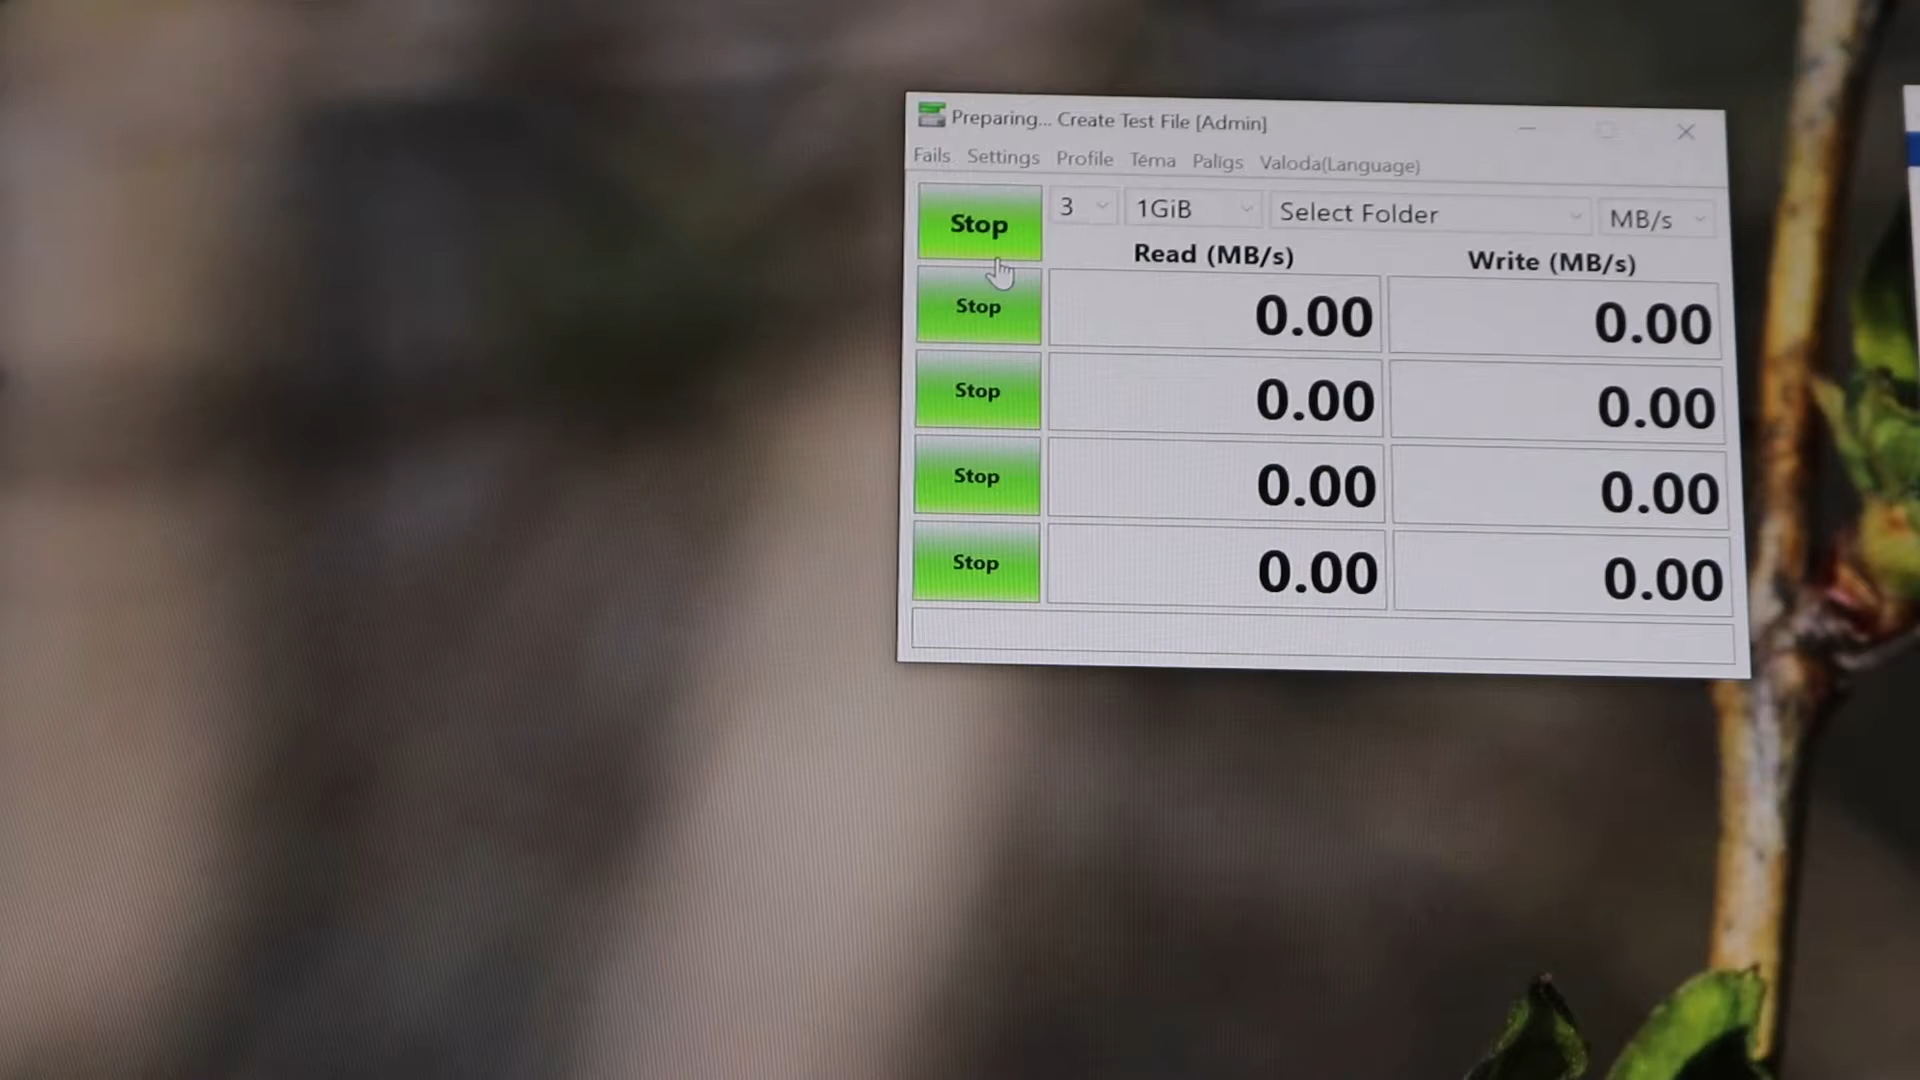 Preparing... Create Test File [Admin]
Fails Settings Profile Tēma Palīgs Valoda(Language)
Stop 3 1GiB Select Folder MB/s
Read (MB/s) Write (MB/s)
Stop 0.00 0.00
Stop 0.00 0.00
Stop 0.00 0.00
Stop 0.00 0.00